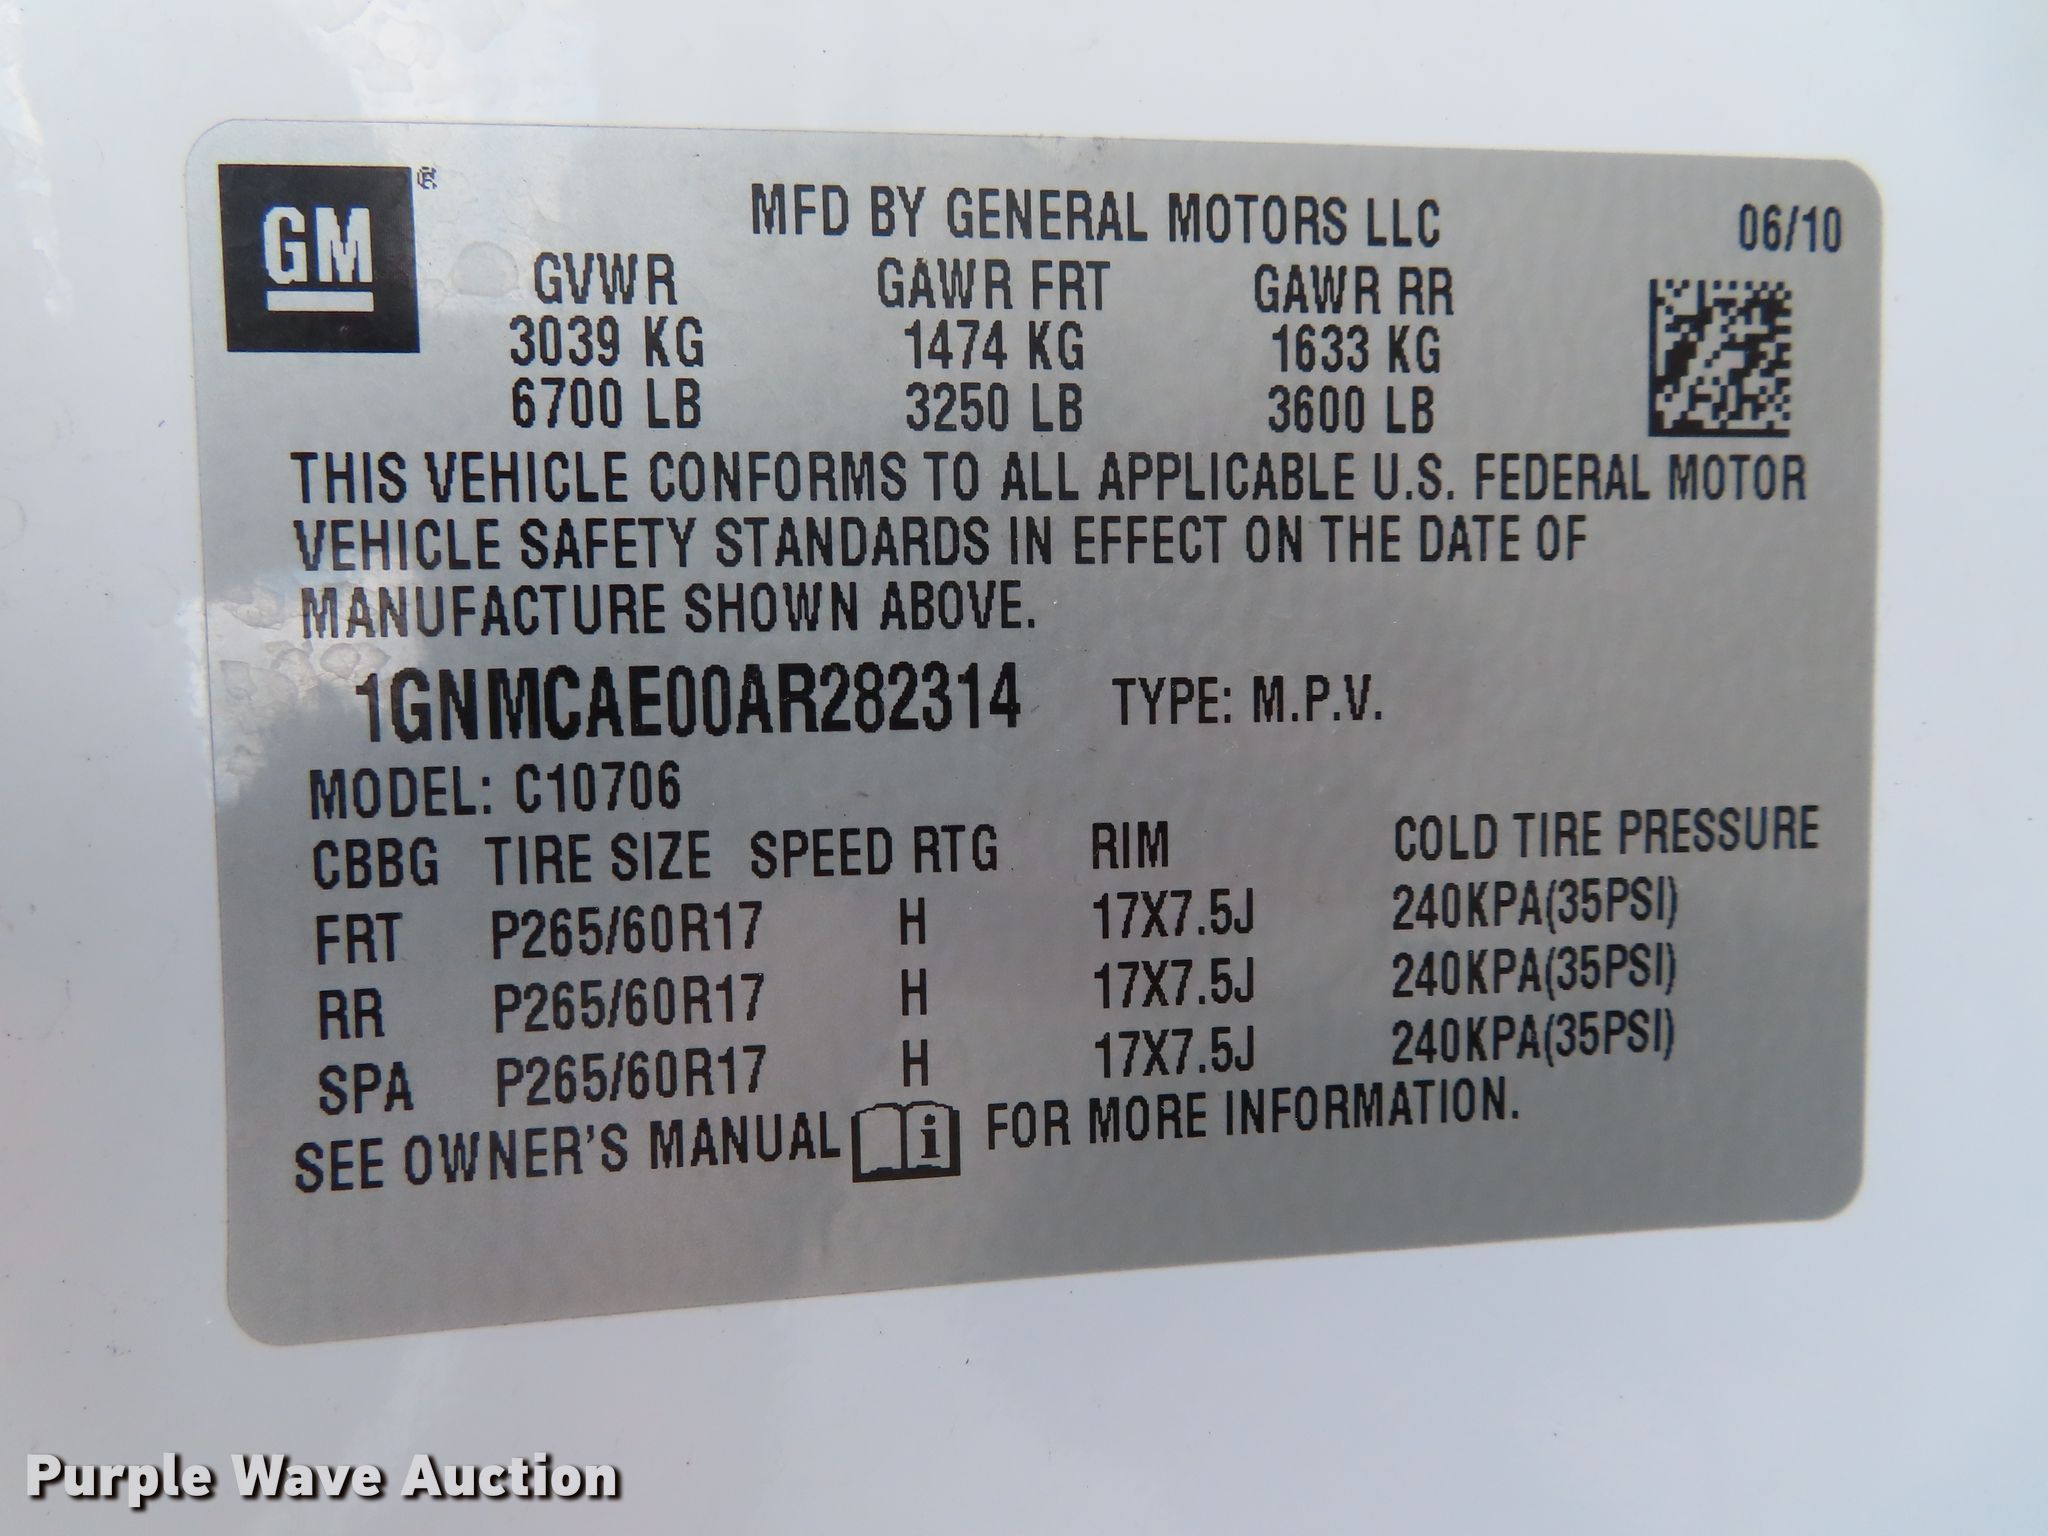 GM®
MFD BY GENERAL MOTORS LLC 06/10
GVWR GAWR FRT GAWR RR
3039 KG 1474 KG 1633 KG
6700 LB 3250 LB 3600 LB
THIS VEHICLE CONFORMS TO ALL APPLICABLE U.S. FEDERAL MOTOR
VEHICLE SAFETY STANDARDS IN EFFECT ON THE DATE OF
MANUFACTURE SHOWN ABOVE.
1GNMCAE00AR282314 TYPE: M.P.V.
MODEL: C10706
CBBG TIRE SIZE SPEED RTG RIM COLD TIRE PRESSURE
FRT P265/60R17 H 17X7.5J 240KPA(35PSI)
RR P265/60R17 H 17X7.5J 240KPA(35PSI)
SPA P265/60R17 H 17X7.5J 240KPA(35PSI)
SEE OWNER'S MANUAL i FOR MORE INFORMATION.
Purple Wave Auction